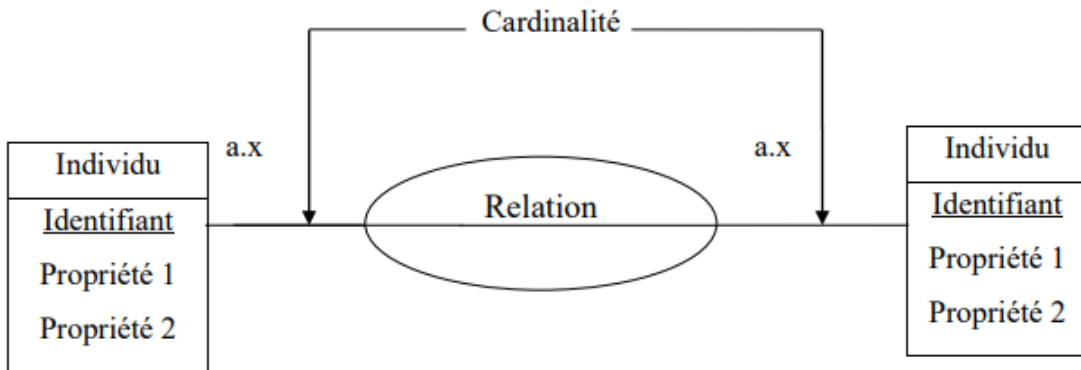 Cardinalité
a.x
a.x
Individu
Identifiant
Propriété 1
Propriété 2
Relation
Individu
Identifiant
Propriété 1
Propriété 2